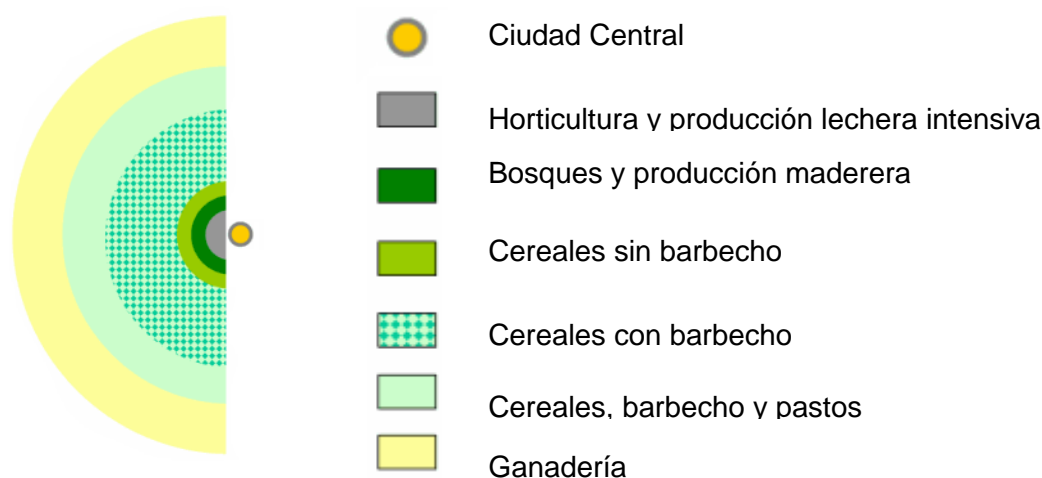 Ciudad Central
Horticultura y producción lechera intensiva
Bosques y producción maderera
Cereales sin barbecho
Cereales con barbecho
Cereales, barbecho y pastos
Ganadería